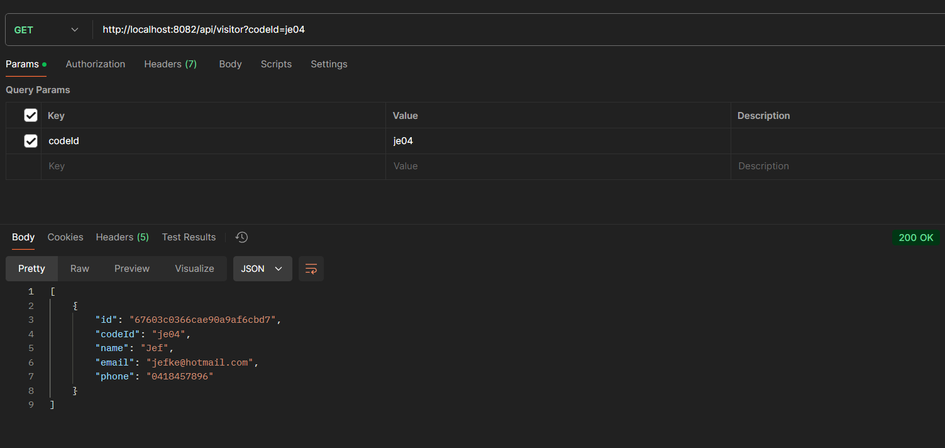 GET http://localhost:8082/api/visitor?codeId=je04
Params Authorization Headers (7) Body Scripts Settings
Query Params
Key Value Description
codeId je04
Key Value Description
Body Cookies Headers (5) Test Results 200 OK
Pretty Raw Preview Visualize JSON
1 [
2 {
3 "id": "67603c0366cae90a9af6cbd7",
4 "codeId": "je04",
5 "name": "Jef",
6 "email": "jefke@hotmail.com",
7 "phone": "0418457896"
8 }
9 ]